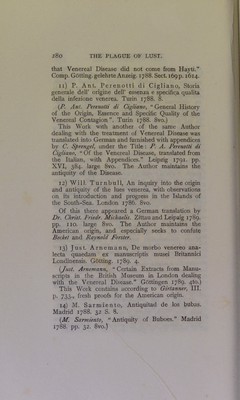 280 THE PLAGUE OF LUST.
that Venereal Disease did not come from Hayti.”
Comp. Götting. gelehrte Anzeig. 1788. Sert. 169 p. 1614.
11) P. Ant. Perenotti di Cigliano, Storia
generale dell' origine dell' essenza e specifica qualità
della infezione venerea. Turin 1788. 8.
(P. Ant. Perenotti di Cigliano, “General History
of the Origin, Essence and Specific Quality of the
Venereal Contagion”. Turin 1788. 8vo.)
This Work with another of the same Author
dealing with the treatment of Venereal Disease was
translated into German and furnished with appendices
by C. Sprengel, under the Title: P. A. Perenotti di
Cigliano, “Of the Venereal Disease, translated from
the Italian, with Appendices.” Leipzig 1791. pp.
XVI, 384. large 8vo. The Author maintains the
antiquity of the Disease.
12) Will Turnbull, An inquiry into the origin
and antiquity of the lues venerea, with observations
on its introduction and progress in the Islands of
the South-Sea. London 1786. 8vo.
Of this there appeared a German translation by
Dr. Christ. Friedr. Michaelis. Zittau and Leipzig 1789.
pp. 110. large 8vo. The Author maintains the
American origin, and especially seeks to confute
Becket and Raynold Forster.
13) Just. Arnemann, De morbo venereo ana-
lecta quaedam ex manuscriptis musei Britannici
Londinensis. Götting. 1789. 4.
(Just. Arnemann, “Certain Extracts from Manu-
scripts in the British Museum in London dealing
with the Venereal Disease.” Göttingen 1789. 4to.)
This Work contains according to Girtanner, III.
p. 733., fresh proofs for the American origin.
14) M. Sarmiento, Antiquidad de los bubas.
Madrid 1788. 32 S. 8.
(M. Sarmiento, “Antiquity of Buboes.” Madrid
1788. pp. 32. 8vo.)